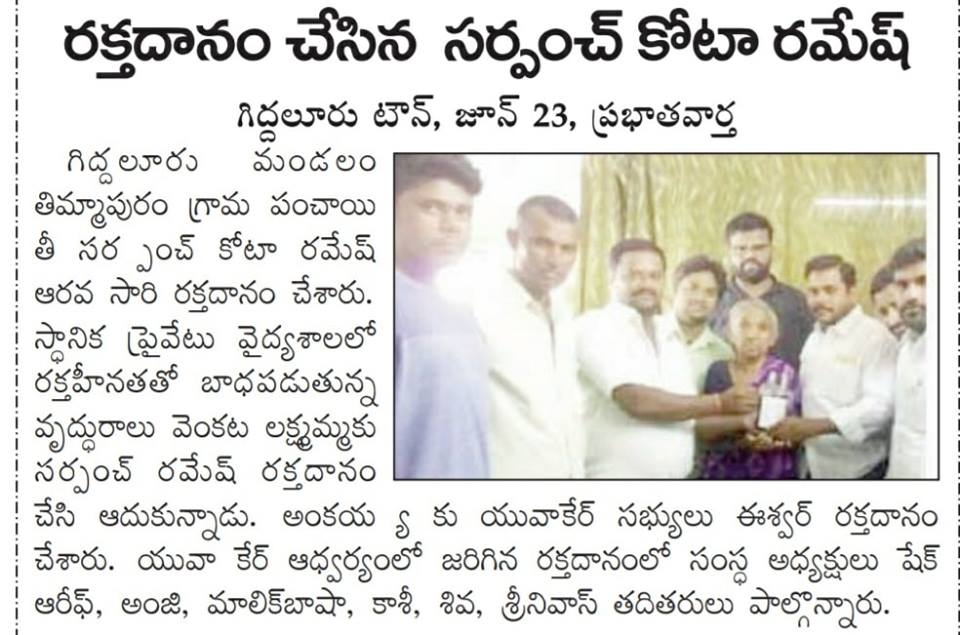 రక్తదానం చేసిన సర్పంచ్ కోటా రమేష్
గిద్దలూరు టౌన్, జూన్ 23, ప్రభాతవార్త
గిద్దలూరు మండలం
తిమ్మాపురం గ్రామ పంచాయి
తీ సర ్పంచ్ కోటా రమేష్
ఆరవ సారి రక్తదానం చేశారు.
స్ధానిక ప్రైవేటు వైద్యశాలలో
రక్తహీనతతో బాధపడుతున్న
వృద్ధురాలు వెంకట లక్ష్మమ్మకు
సర్పంచ్ రమేష్ రక్తదానం
చేసి ఆదుకున్నాడు. అంకయ ్య కు యువాకేర్ సభ్యులు ఈశ్వర్ రక్తదానం
చేశారు. యువా కేర్ ఆధ్వర్యంలో జరిగిన రక్తదానంలో సంస్ధ అధ్యక్షులు షేక్
ఆరీఫ్, అంజి, మాలిక్‌బాషా, కాశీ, శివ, శ్రీనివాస్ తదితరులు పాల్గొన్నారు.